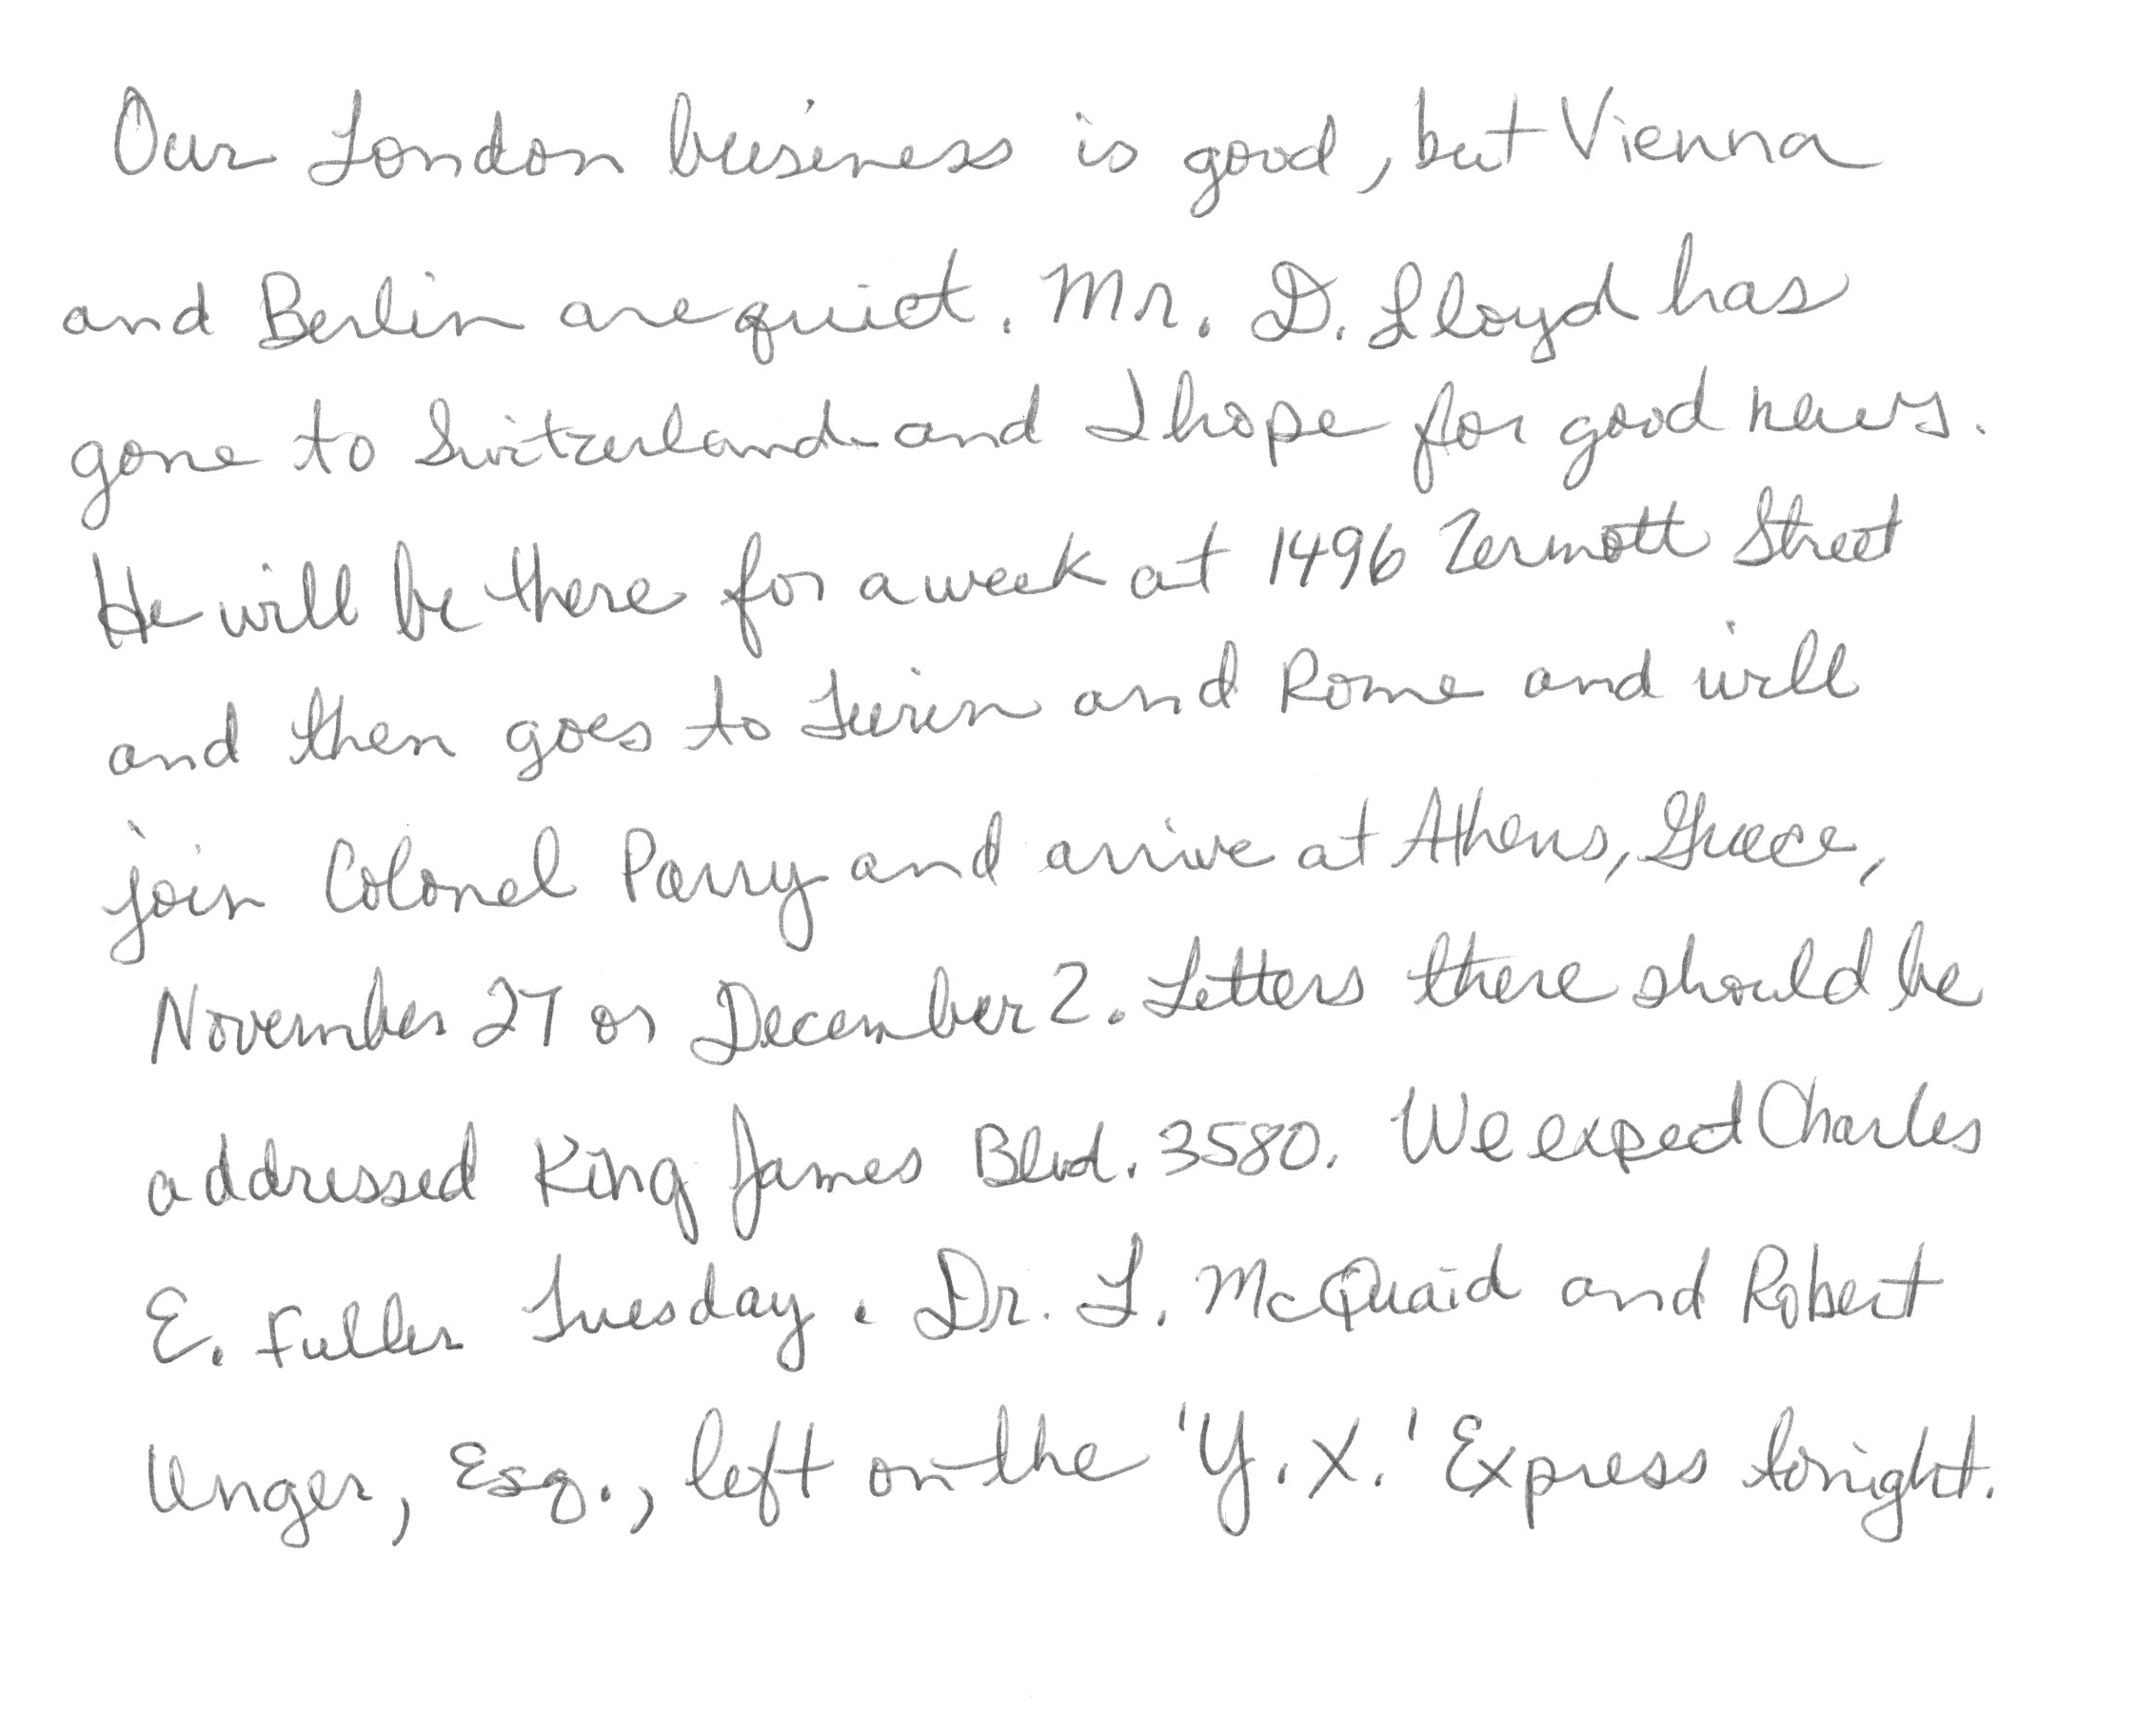 Our London business is good, but Vienna
and Berlin are quiet. Mr. D. Lloyd has
gone to Switzerland and I hope for good news.
He will be there for a week at 1496 Zermott Street
and then goes to Turin and Rome and will
join Colonel Parry and arrive at Athens, Greece,
November 27 or December 2. Letters there should be
addressed King James Blvd. 3580. We expect Charles
E. Fuller Tuesday. Dr. L. McQuaid and Robert
Unger, Esq., left on the 'Y.X.' Express tonight.